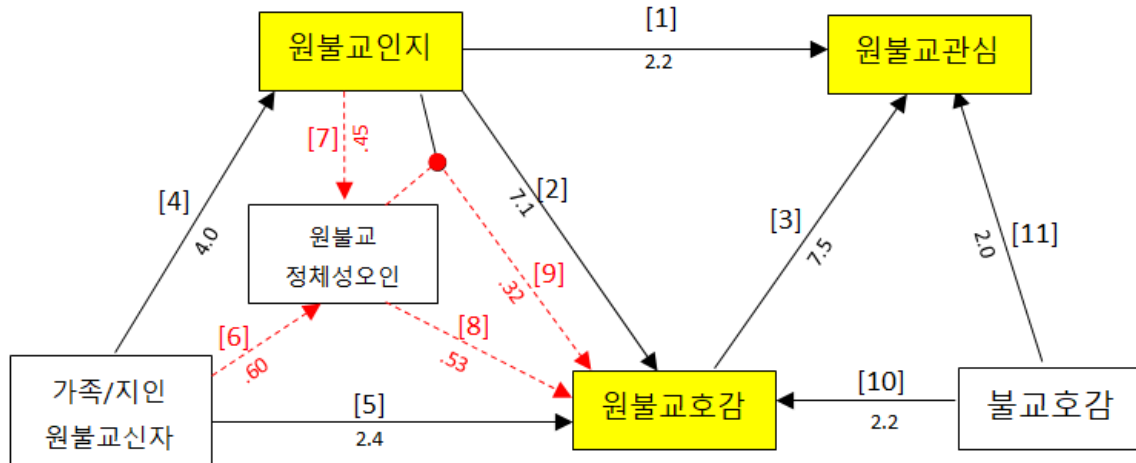 [1]
원불교인지
2.2
원불교관심
[7]
.45
[2]
7.1
[4]
4.0
원불교
정체성오인
[3]
7.5
[11]
2.0
[9]
.32
[6]
.60
[8]
.53
가족/지인
원불교신자
[5]
2.4
원불교호감
[10]
2.2
불교호감